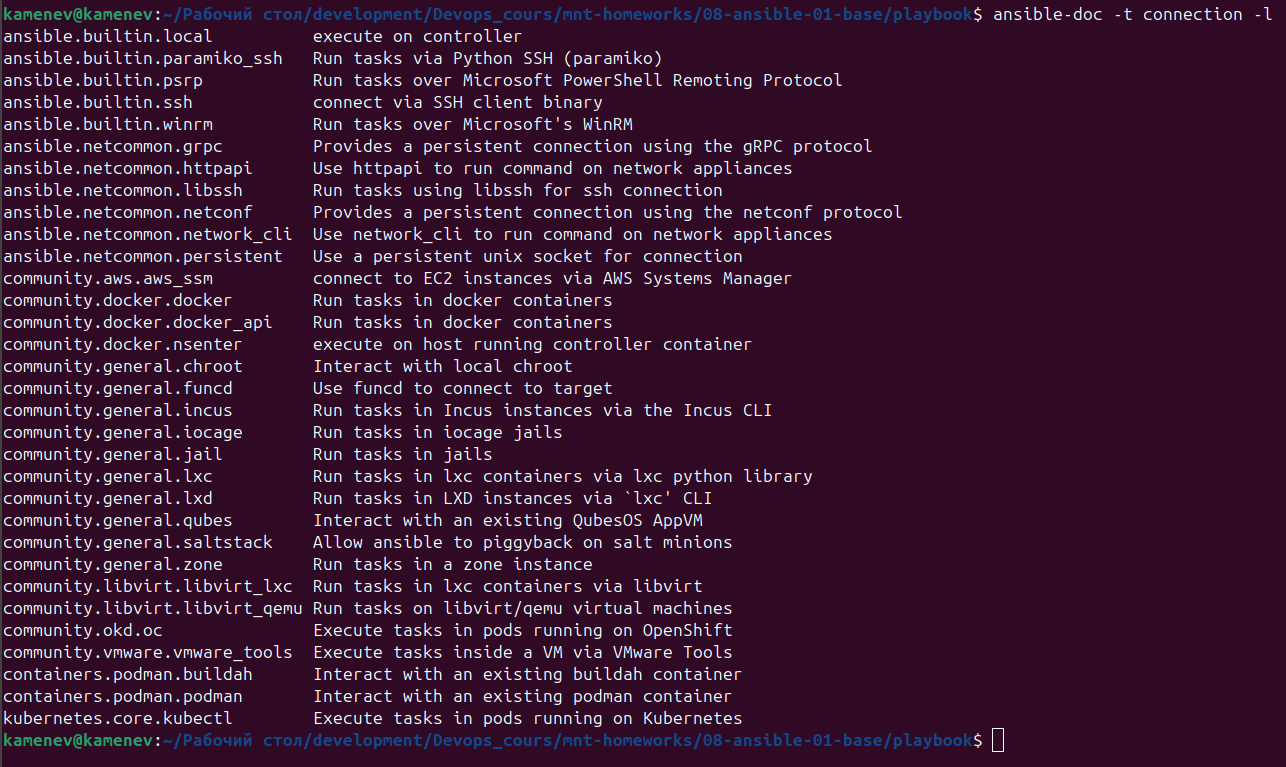 kamenev@kamenev:~/Рабочий стол/development/Devops_cours/mnt-homeworks/08-ansible-01-base/playbook$ ansible-doc -t connection -l
ansible.builtin.local          execute on controller
ansible.builtin.paramiko_ssh   Run tasks via Python SSH (paramiko)
ansible.builtin.psrp           Run tasks over Microsoft PowerShell Remoting Protocol
ansible.builtin.ssh            connect via SSH client binary
ansible.builtin.winrm          Run tasks over Microsoft's WinRM
ansible.netcommon.grpc         Provides a persistent connection using the gRPC protocol
ansible.netcommon.httpapi      Use httpapi to run command on network appliances
ansible.netcommon.libssh       Run tasks using libssh for ssh connection
ansible.netcommon.netconf      Provides a persistent connection using the netconf protocol
ansible.netcommon.network_cli  Use network_cli to run command on network appliances
ansible.netcommon.persistent   Use a persistent unix socket for connection
community.aws.aws_ssm          connect to EC2 instances via AWS Systems Manager
community.docker.docker        Run tasks in docker containers
community.docker.docker_api    Run tasks in docker containers
community.docker.nsenter       execute on host running controller container
community.general.chroot       Interact with local chroot
community.general.funcd        Use funcd to connect to target
community.general.incus        Run tasks in Incus instances via the Incus CLI
community.general.iocage       Run tasks in iocage jails
community.general.jail         Run tasks in jails
community.general.lxc          Run tasks in lxc containers via lxc python library
community.general.lxd          Run tasks in LXD instances via `lxc' CLI
community.general.qubes        Interact with an existing QubesOS AppVM
community.general.saltstack    Allow ansible to piggyback on salt minions
community.general.zone         Run tasks in a zone instance
community.libvirt.libvirt_lxc  Run tasks in lxc containers via libvirt
community.libvirt.libvirt_qemu Run tasks on libvirt/qemu virtual machines
community.okd.oc               Execute tasks in pods running on OpenShift
community.vmware.vmware_tools  Execute tasks inside a VM via VMware Tools
containers.podman.buildah      Interact with an existing buildah container
containers.podman.podman       Interact with an existing podman container
kubernetes.core.kubectl        Execute tasks in pods running on Kubernetes
kamenev@kamenev:~/Рабочий стол/development/Devops_cours/mnt-homeworks/08-ansible-01-base/playbook$